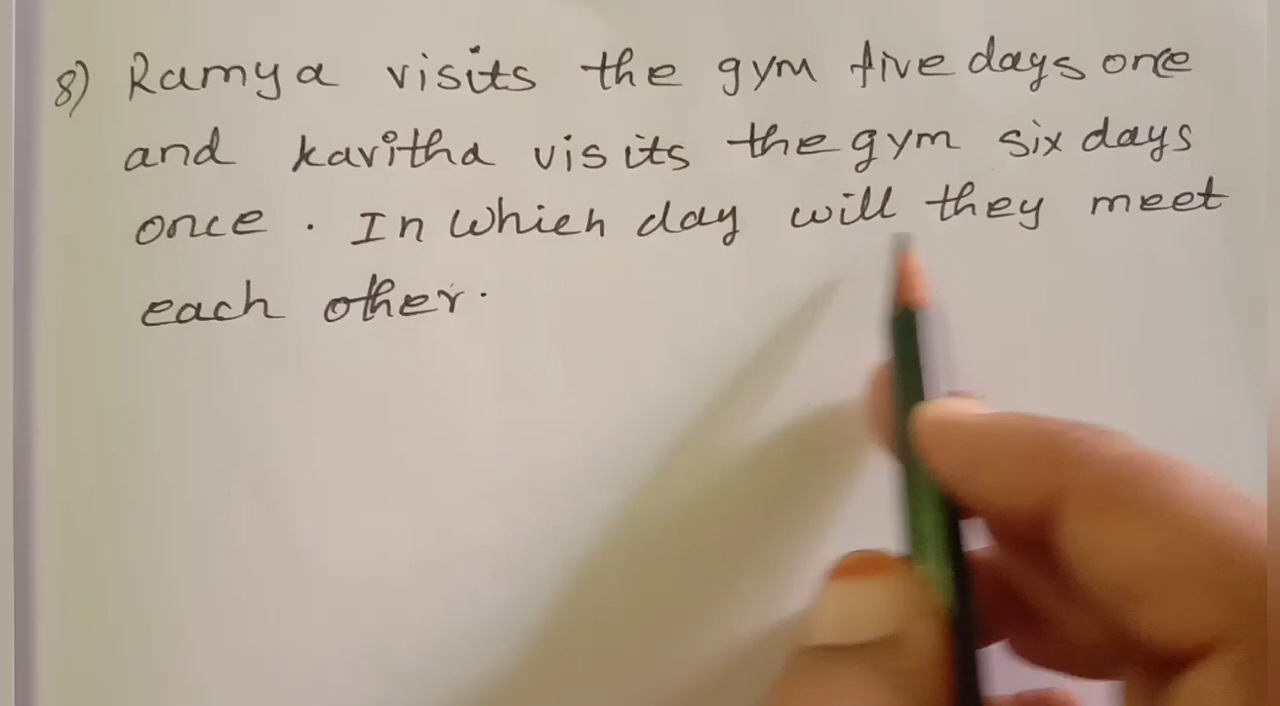 8) Ramya visits the gym five days once
and kavitha visits the gym six days
once. In which day will they meet
each other.